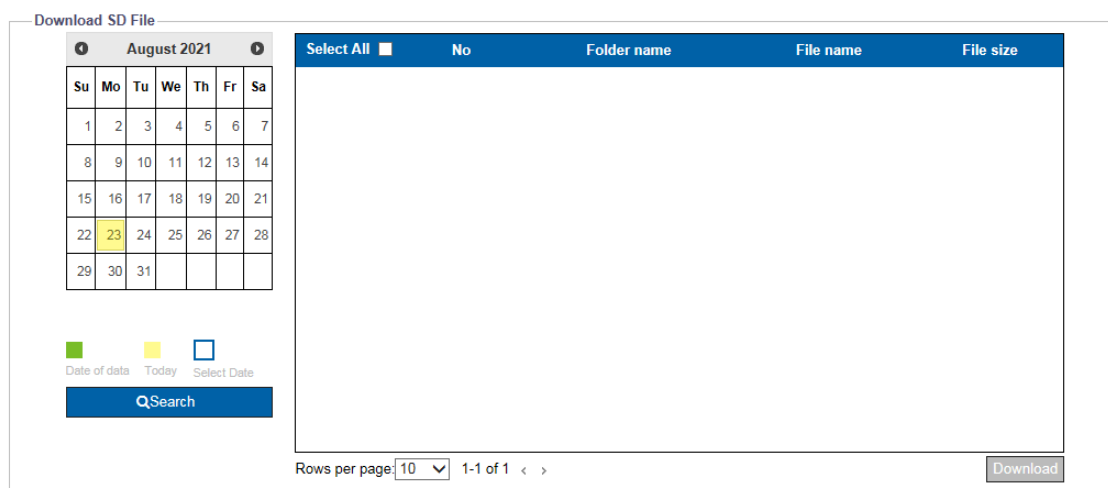 Download SD File
August 2021
Su Mo Tu We Th Fr Sa
1 2 3 4 5 6 7
8 9 10 11 12 13 14
15 16 17 18 19 20 21
22 23 24 25 26 27 28
29 30 31
Date of data Today Select Date
Search
Select All No Folder name File name File size
Rows per page: 10 1-1 of 1 < >
Download